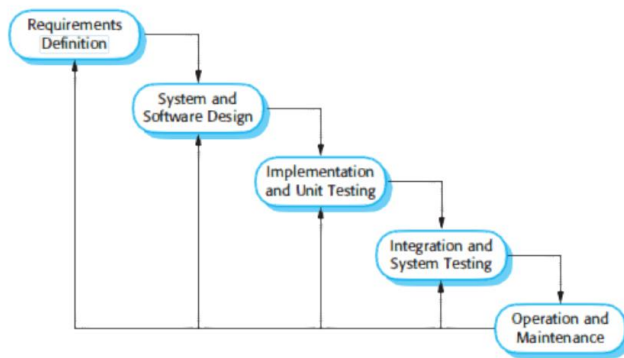 Requirements
Definition
System and
Software Design
Implementation
and Unit Testing
Integration and
System Testing
Operation and
Maintenance